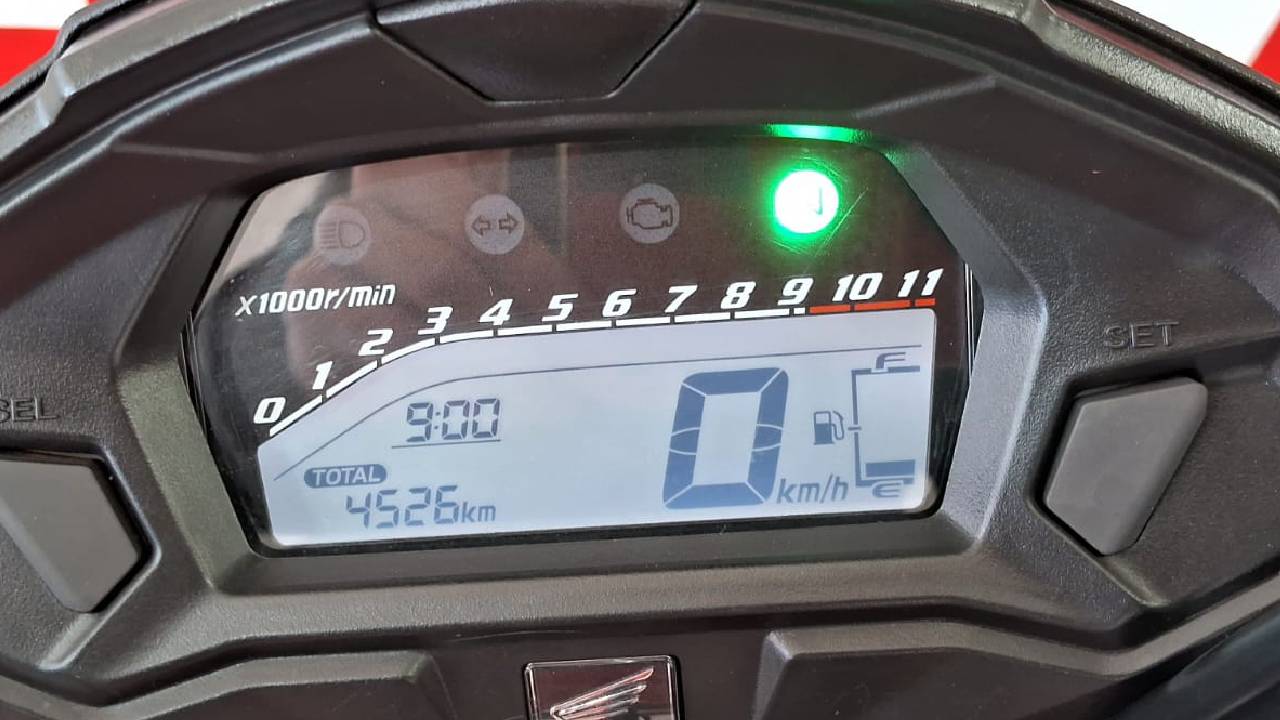 x1000r/min
0 1 2 3 4 5 6 7 8 9 10 11
SET
SEL
F
9:00
0 km/h
TOTAL
4526km
E